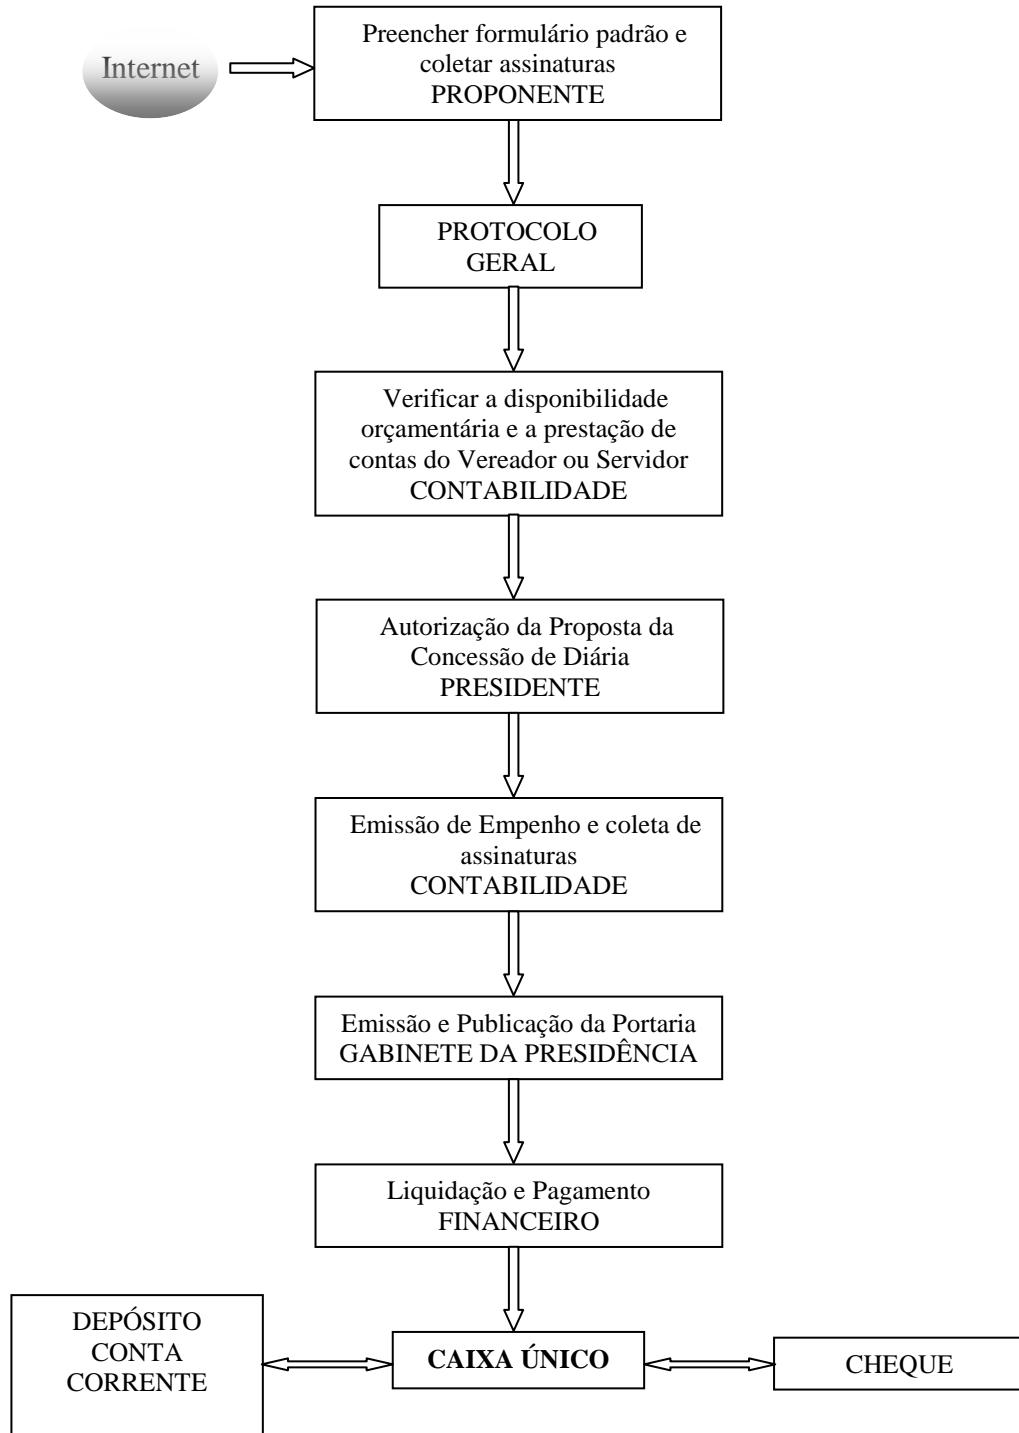 Internet
Preencher formulário padrão e
coletar assinaturas
PROPONENTE
PROTOCOLO
GERAL
Verificar a disponibilidade
orçamentária e a prestação de
contas do Vereador ou Servidor
CONTABILIDADE
Autorização da Proposta da
Concessão de Diária
PRESIDENTE
Emissão de Empenho e coleta de
assinaturas
CONTABILIDADE
Emissão e Publicação da Portaria
GABINETE DA PRESIDÊNCIA
Liquidação e Pagamento
FINANCEIRO
DEPÓSITO
CONTA
CORRENTE
CAIXA ÚNICO
CHEQUE